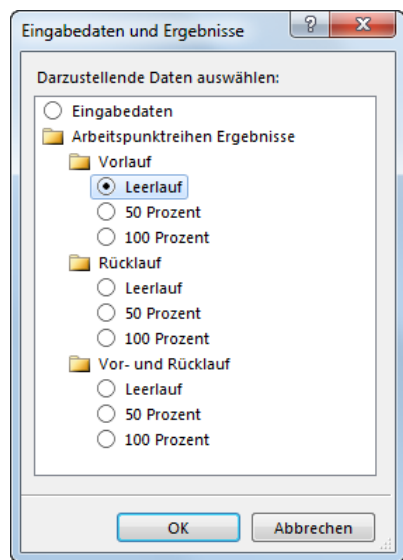 Eingabedaten und Ergebnisse
?
Darzustellende Daten auswählen:
Eingabedaten
Arbeitspunktreihen Ergebnisse
Vorlauf
Leerlauf
50 Prozent
100 Prozent
Rücklauf
Leerlauf
50 Prozent
100 Prozent
Vor- und Rücklauf
Leerlauf
50 Prozent
100 Prozent
OK Abbrechen